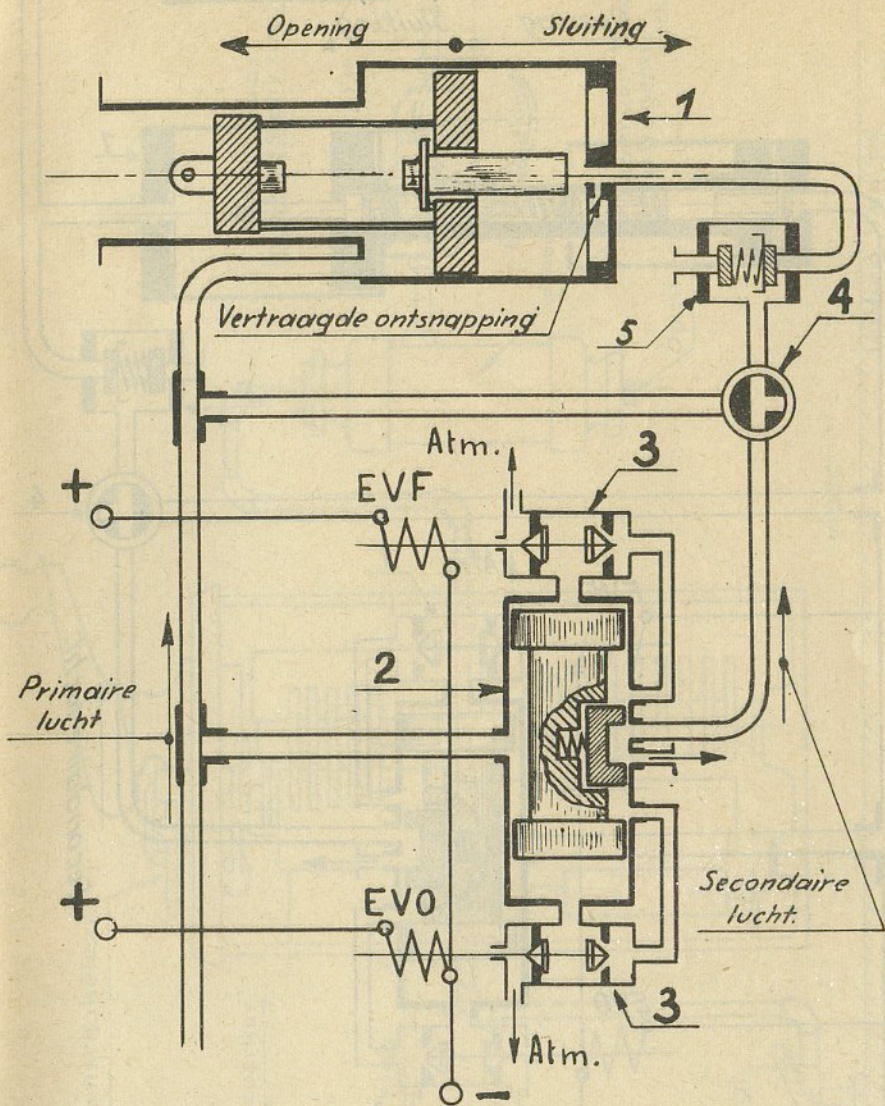 Opening
Sluiting
1
Vertraagde ontsnapping
5
4
Atm.
3
+
EVF
2
Primaire
lucht
+
EVO
Secondaire
lucht.
3
Atm.
-